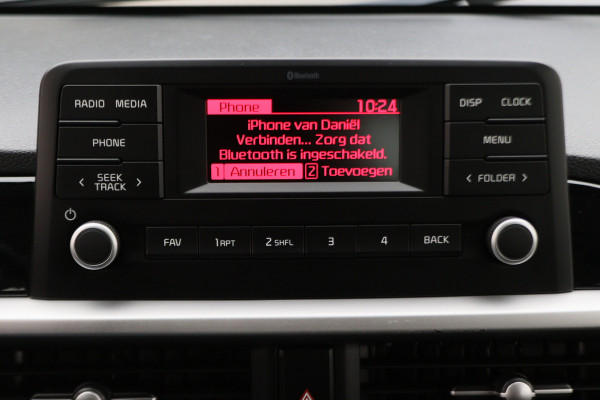 Bluetooth
RADIO MEDIA
Phone 10:24
DISP CLOCK
iPhone van Daniël
PHONE
Verbinden... Zorg dat
MENU
Bluetooth is ingeschakeld.
SEEK
TRACK
1 Annuleren 2 Toevoegen
FOLDER
FAV 1 RPT 2 SHFL 3 4 BACK